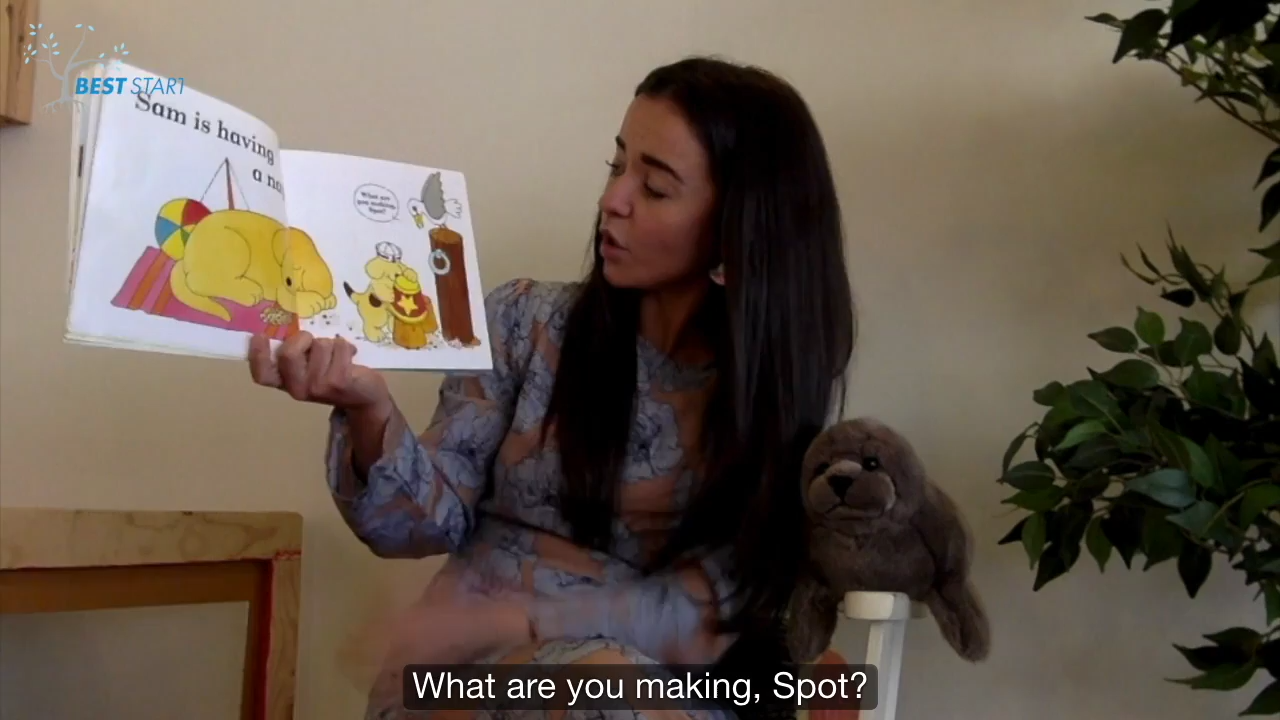 BEST START
Sam is having
a na
What are
you making,
Spot?
What are you making, Spot?